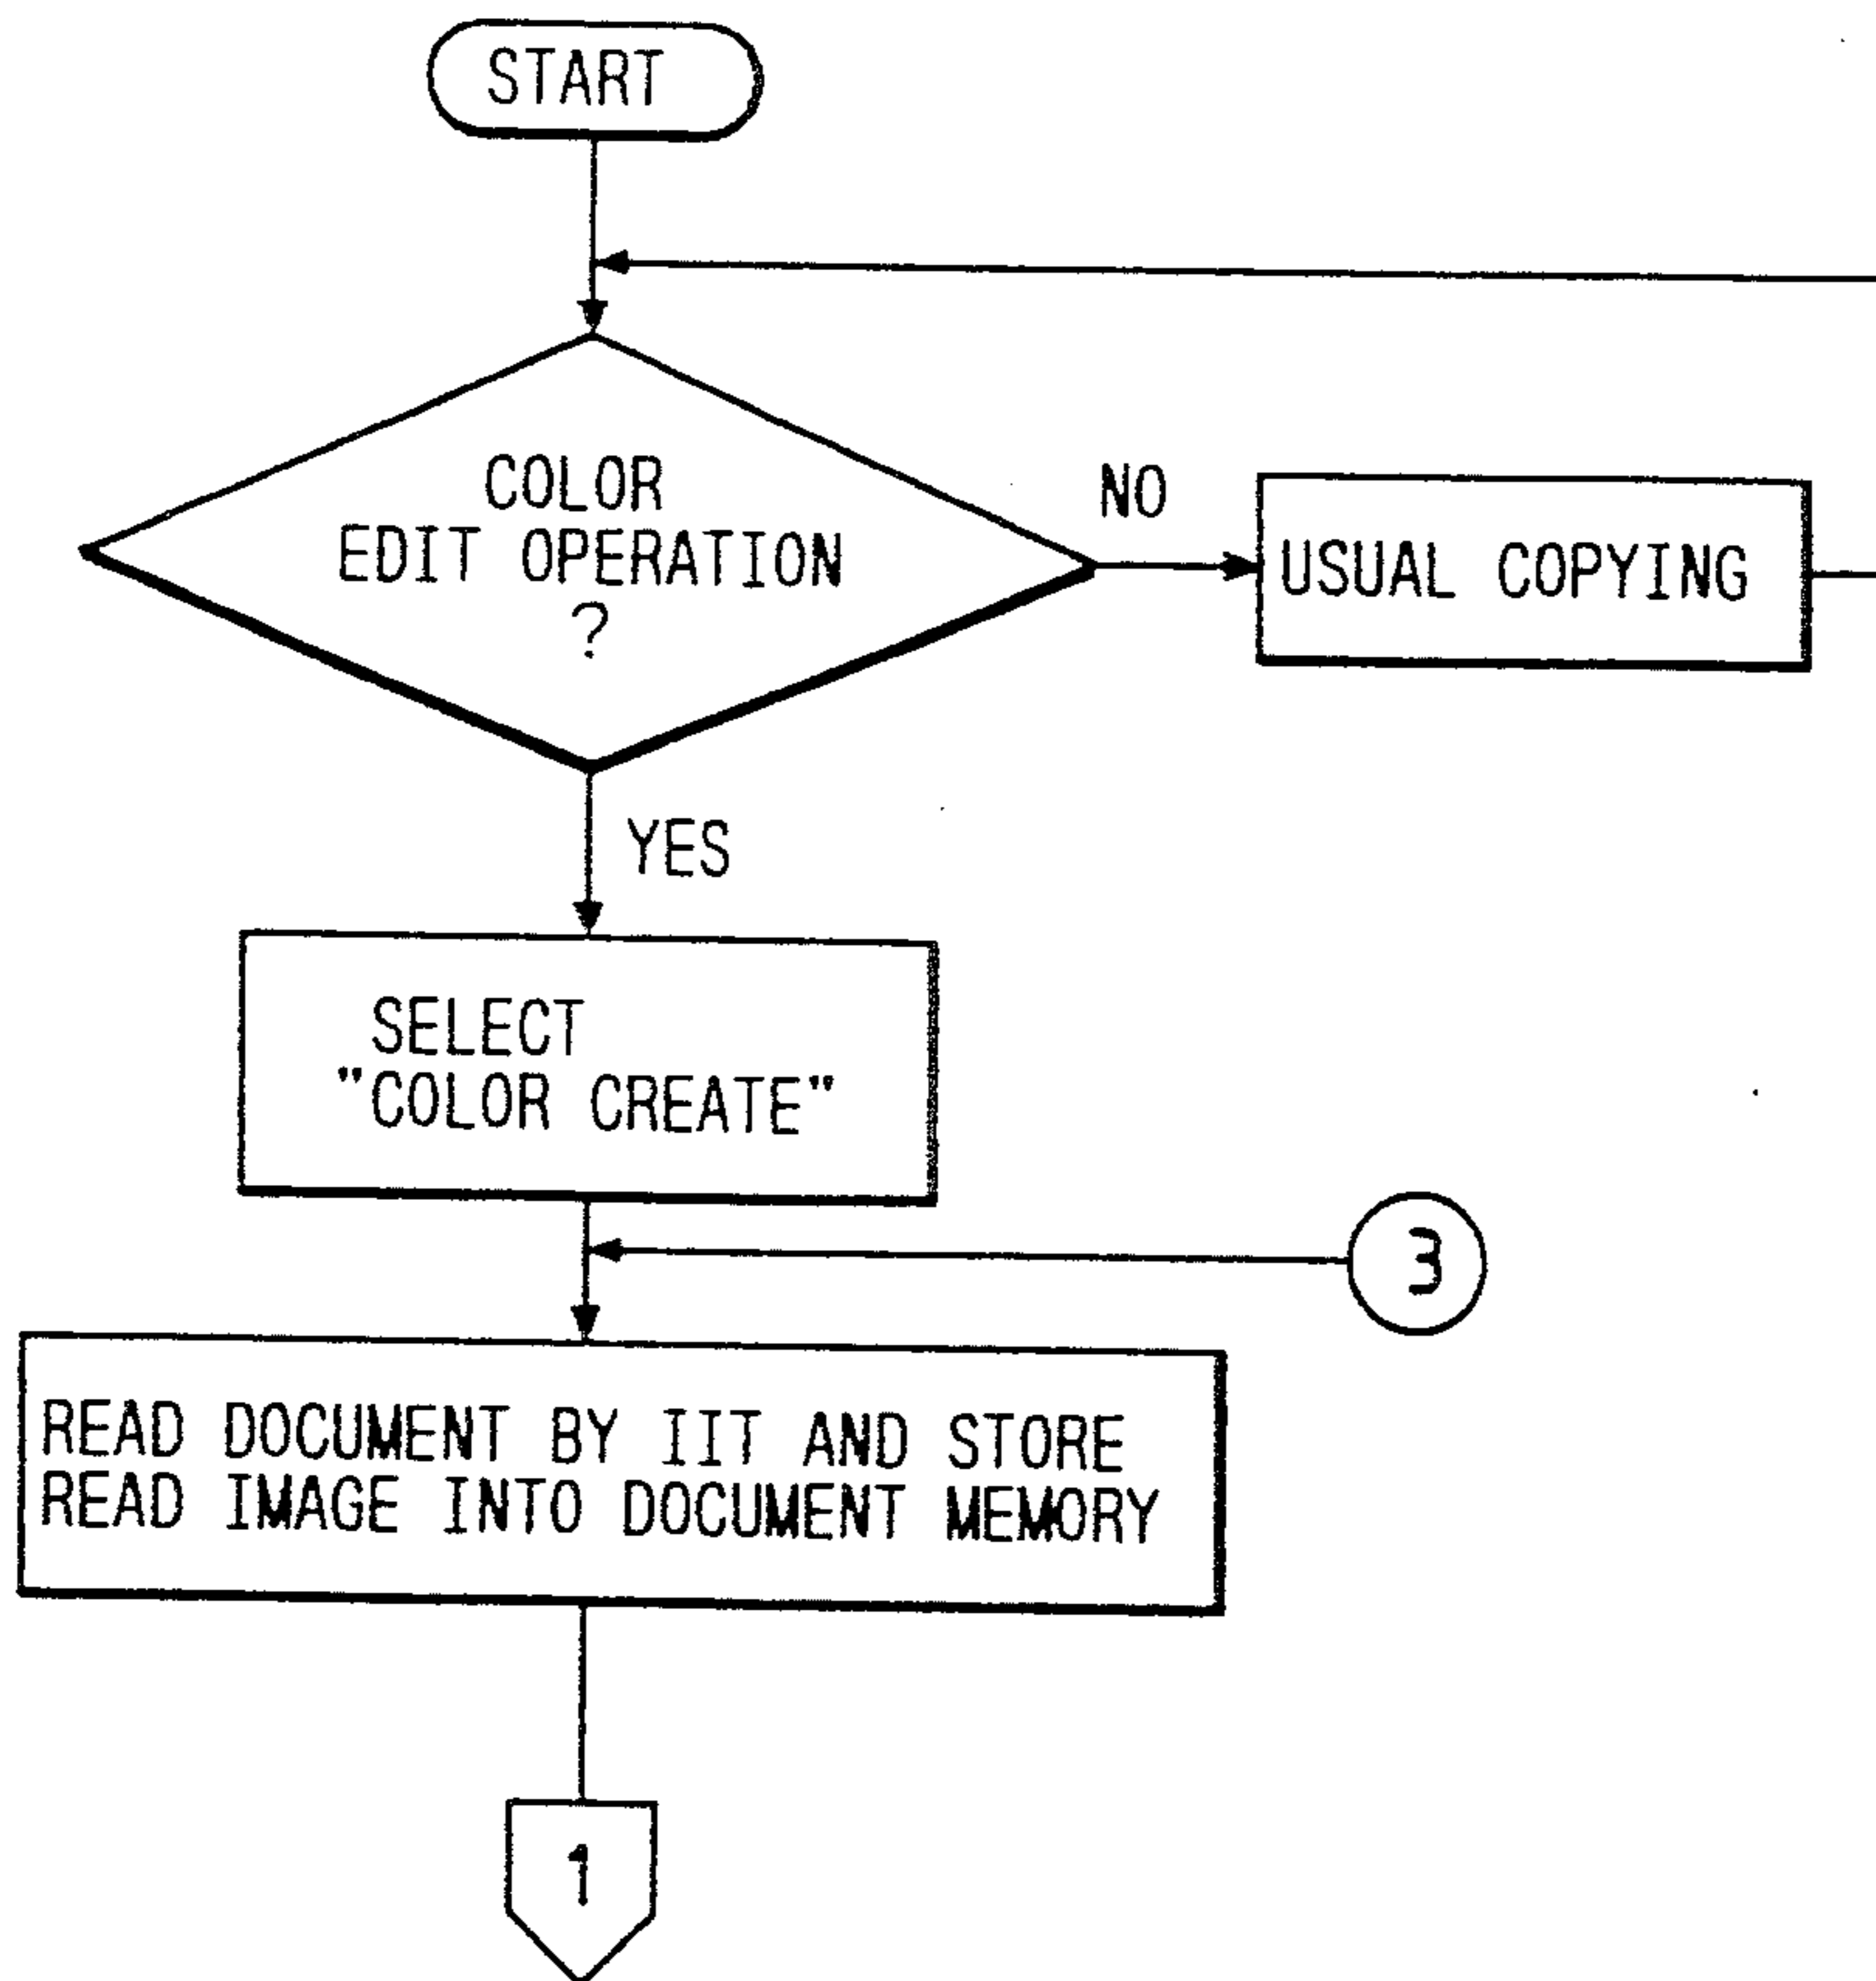 START
COLOR
EDIT OPERATION
?
NO
USUAL COPYING
YES
SELECT
"COLOR CREATE"
3
READ DOCUMENT BY IIT AND STORE
READ IMAGE INTO DOCUMENT MEMORY
1